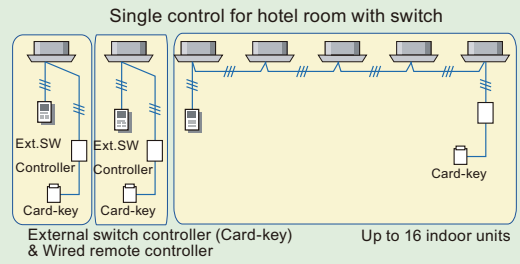 Single control for hotel room with switch
Ext.SW
Controller
Card-key
Ext.SW
Controller
Card-key
Card-key
External switch controller (Card-key)
& Wired remote controller
Up to 16 indoor units